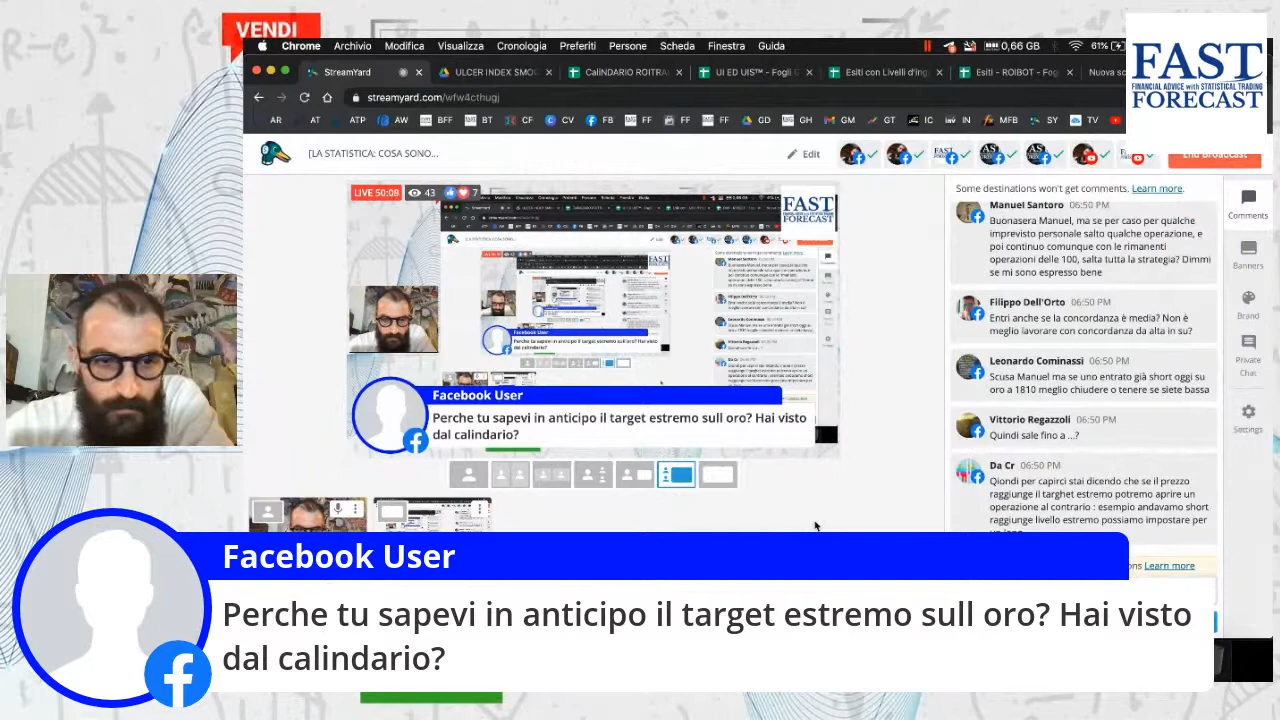 VENDI
Chrome Archivio Modifica Visualizza Cronologia Preferiti Persone Scheda Finestra Guida
0,66 GB 61%
StreamYard
ULCER INDEX SMO
CalINDARIO ROITRA
UI ED UIS™ - Fogli G
Esiti con Livelli d'ing
Esiti - ROIBOT - Fog
Nuova sc
streamyard.com/wfw4cthugj
AR AT ATP AW BFF BT CF CV FB FF FF FF GD GH GM GT IC INV IN MFB SY TV
FAST
FINANCIAL ADVICE with STATISTICAL TRADING
FORECAST
[LA STATISTICA: COSA SONO...
Edit
End Broadcast
LIVE 50:08 43 7
FAST
FORECAST
Some destinations won't get comments. Learn more.
Manuel Santoro 06:50 PM
Buonasera Manuel, ma se per caso per qualche
imprevisto personale salto qualche operazione, e
poi continuo comunque con le rimanenti
operazioni delle 100, salta tutta la strategia? Dimmi
se mi sono espresso bene
Filippo Dell'Oro 06:50 PM
Entri anche se la concordanza è media? Non è
meglio lavorare con concordanza da alta in su?
06:50 PM
Scusa Manuel ma se uno è entrato già short oggi su
oro a 1810 meglio chiudere o tenere se siete bassa
Vittorio Regazzoli 06:50 PM
Quindi sale fino a ...?
Da Cr 06:50 PM
Qiondi per capirci stai dicendo che se il prezzo
raggiunge il targhet estremo potremo aprire un
operazione al contrario : esempio andavamo short
raggiunge livello estremo possiamo impostare per
Learn more
Comments
Banners
Brand
Private
Chat
Settings
Facebook User
Perche tu sapevi in anticipo il target estremo sull oro? Hai visto
dal calindario?
Facebook User
Perche tu sapevi in anticipo il target estremo sull oro? Hai visto
dal calindario?